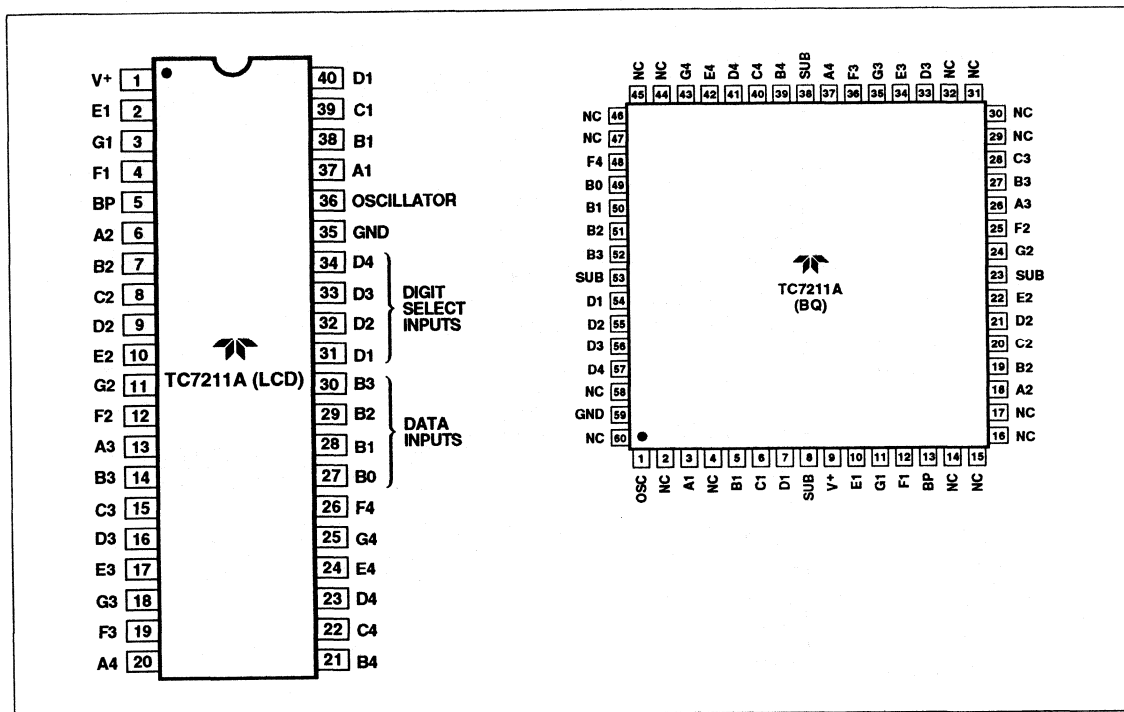 V+ 1
E1 2
G1 3
F1 4
BP 5
A2 6
B2 7
C2 8
D2 9
E2 10
G2 11
F2 12
A3 13
B3 14
C3 15
D3 16
E3 17
G3 18
F3 19
A4 20
40 D1
39 C1
38 B1
37 A1
36 OSCILLATOR
35 GND
34 D4
33 D3
32 D2
31 D1
DIGIT
SELECT
INPUTS
30 B3
29 B2
28 B1
27 B0
DATA
INPUTS
26 F4
25 G4
24 E4
23 D4
22 C4
21 B4
TC7211A (LCD)
NC NC G4 E4 D4 C4 B4 SUB A4 F3 G3 E3 D3 NC NC
45 44 43 42 41 40 39 38 37 36 35 34 33 32 31
NC 46
NC 47
F4 48
B0 49
B1 50
B2 51
B3 52
SUB 53
D1 54
D2 55
D3 56
D4 57
NC 58
GND 59
NC 60
TC7211A
(BQ)
30 NC
29 NC
28 C3
27 B3
26 A3
25 F2
24 G2
23 SUB
22 E2
21 D2
20 C2
19 B2
18 A2
17 NC
16 NC
1 2 3 4 5 6 7 8 9 10 11 12 13 14 15
OSC NC A1 NC B1 C1 D1 SUB V+ E1 G1 F1 BP NC NC